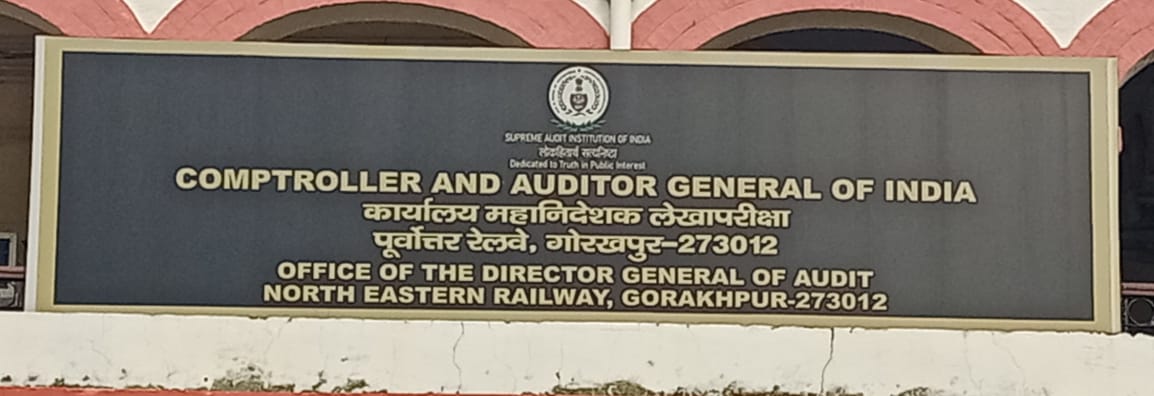 SUPREME AUDIT INSTITUTION OF INDIA
लोकहितार्थ सत्यनिष्ठा
Dedicated to Truth in Public Interest
COMPTROLLER AND AUDITOR GENERAL OF INDIA
कार्यालय महानिदेशक लेखापरीक्षा
पूर्वोत्तर रेलवे, गोरखपुर-273012
OFFICE OF THE DIRECTOR GENERAL OF AUDIT
NORTH EASTERN RAILWAY, GORAKHPUR-273012